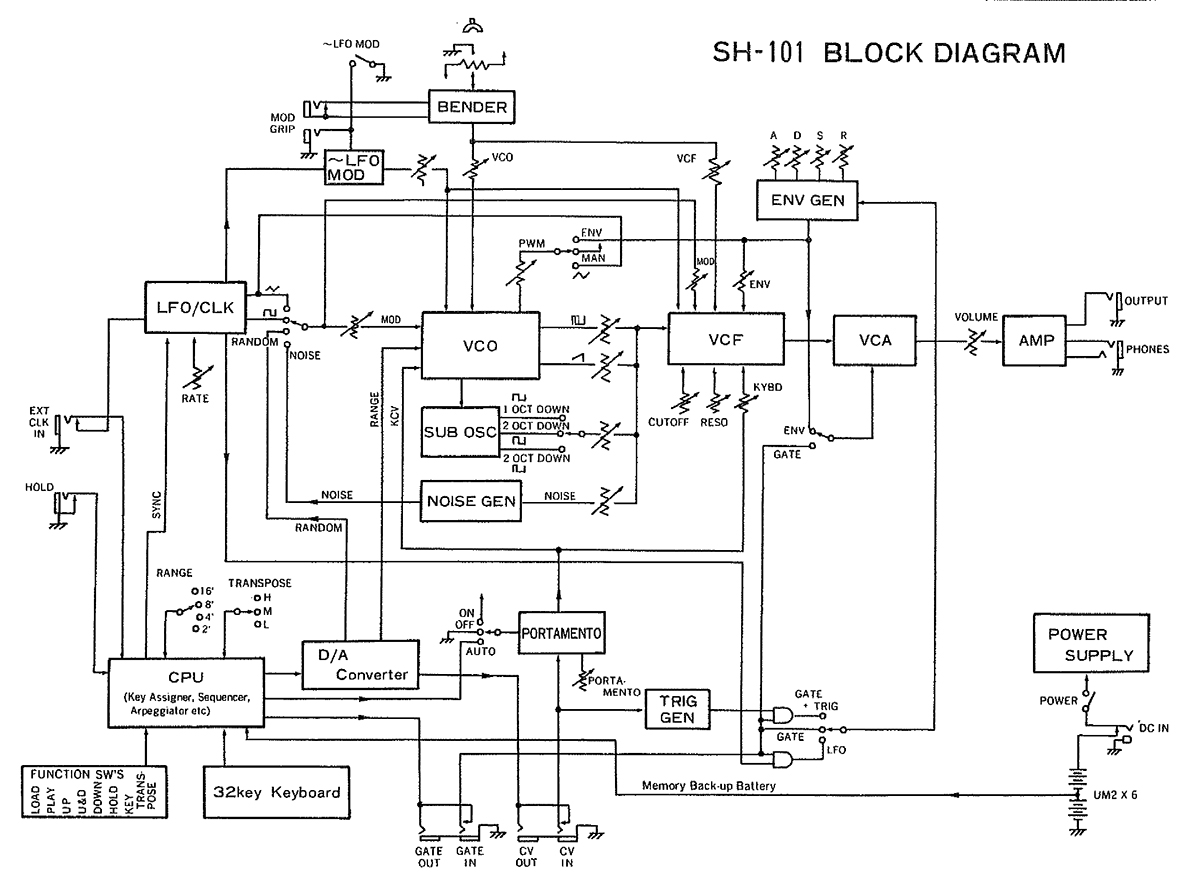 SH-101 BLOCK DIAGRAM
~LFO MOD
BENDER
MOD
GRIP
~LFO
MOD
VCO
VCF
A D S R
ENV GEN
PWM
ENV
MAN
MOD
ENV
LFO/CLK
RANDOM
NOISE
MOD
VCO
VCF
VCA
VOLUME
AMP
OUTPUT
PHONES
RATE
RANGE
KCV
1 OCT DOWN
2 OCT DOWN
2 OCT DOWN
SUB OSC
CUTOFF
RESO
KYBD
EXT
CLK
IN
ENV
GATE
HOLD
SYNC
NOISE
NOISE GEN
NOISE
RANDOM
RANGE
16'
8'
4'
2'
TRANSPOSE
H
M
L
ON
OFF
AUTO
PORTAMENTO
PORTA-
MENTO
D/A
Converter
CPU
(Key Assigner, Sequencer,
Arpeggiator etc)
TRIG
GEN
GATE
+ TRIG
GATE
LFO
POWER
SUPPLY
POWER
DC IN
UM2 X 6
Memory Back-up Battery
FUNCTION SW'S
LOAD
PLAY
UP
U&D
DOWN
HOLD
KEY
TRANS-
POSE
32key Keyboard
GATE
OUT
GATE
IN
CV
OUT
CV
IN